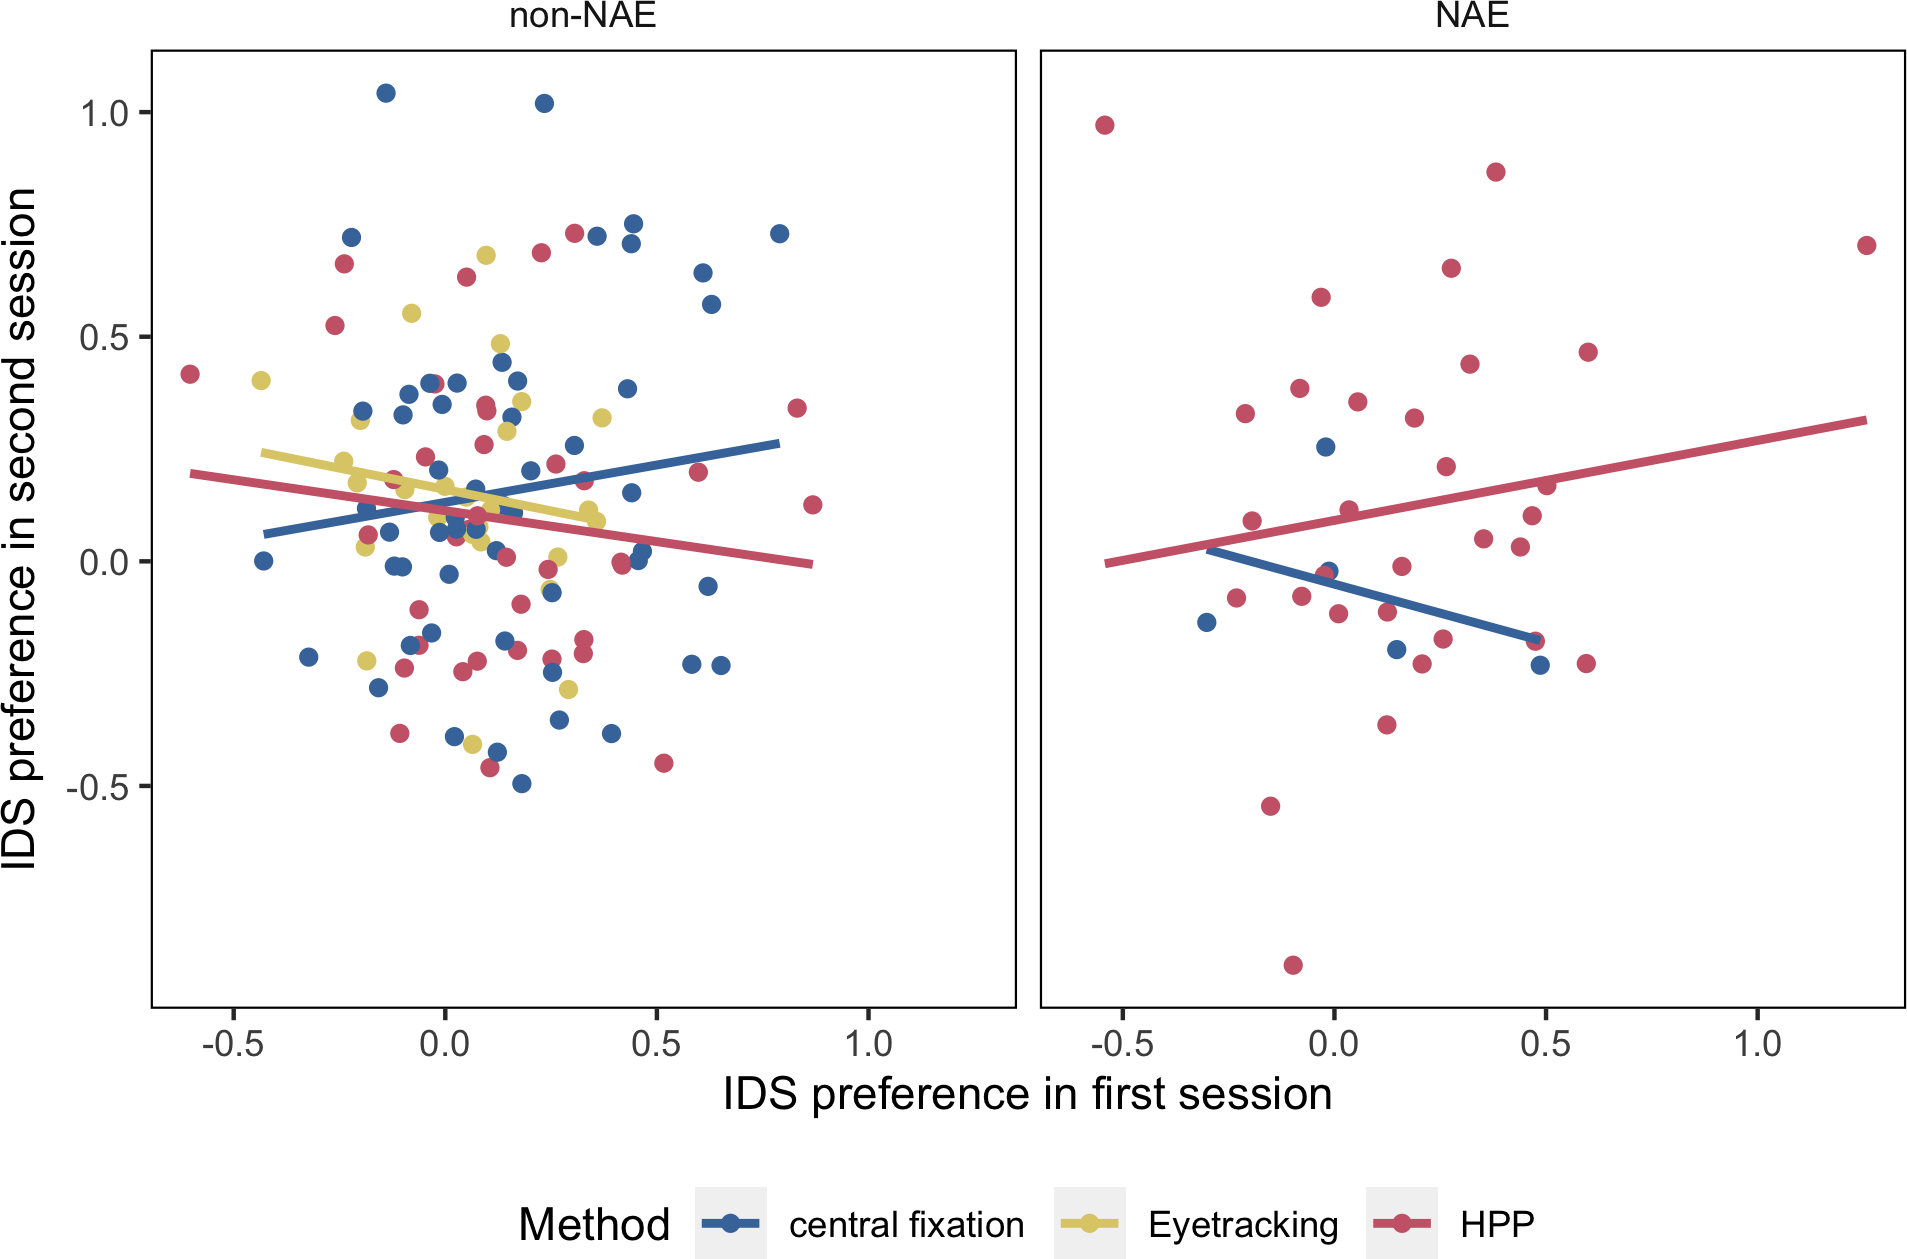 non-NAE NAE
1.0
0.5
0.0
-0.5
IDS preference in second session
-0.5 0.0 0.5 1.0 -0.5 0.0 0.5 1.0
IDS preference in first session
Method central fixation Eyetracking HPP